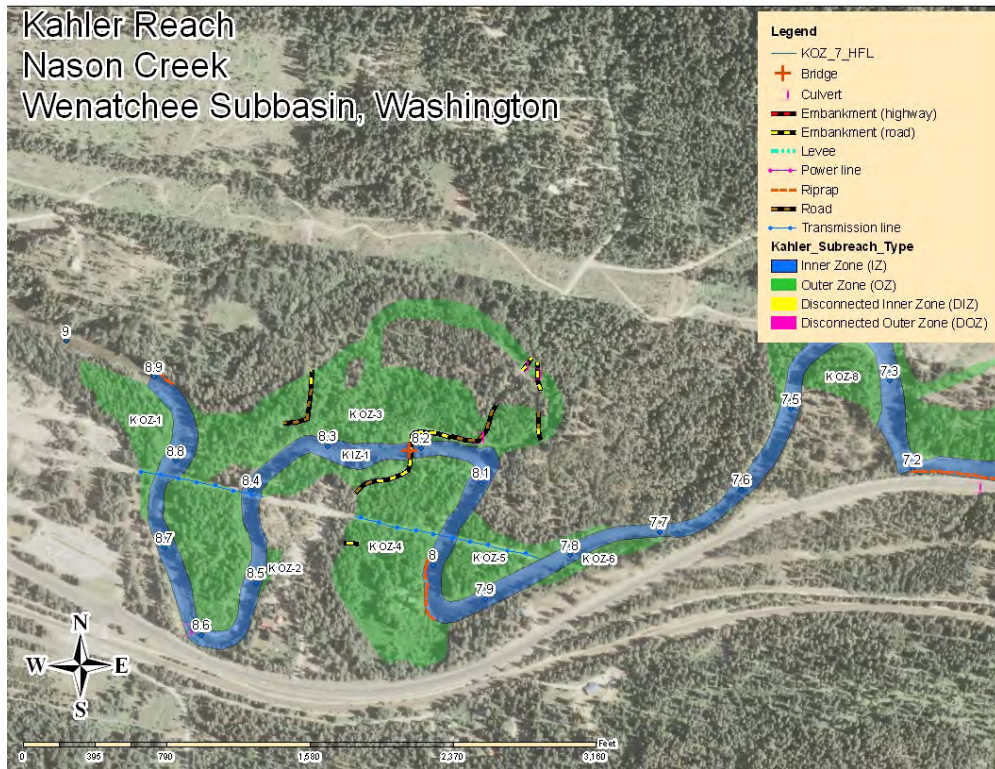 Kahler Reach
Nason Creek
Wenatchee Subbasin, Washington
Legend
KOZ_7_HFL
Bridge
Culvert
Embankment (highway)
Embankment (road)
Levee
Power line
Riprap
Road
Transmission line
Kahler_Subreach_Type
Inner Zone (IZ)
Outer Zone (OZ)
Disconnected Inner Zone (DIZ)
Disconnected Outer Zone (DOZ)
9
8.9
KOZ-1
8.8
8.7
8.6
8.5
KOZ-2
8.4
8.3
KOZ-3
KIZ-1
8.2
8.1
KOZ-4
8
KOZ-5
7.9
7.8
KOZ-6
7.7
7.6
7.5
KOZ-8
7.3
7.2
N
W
E
S
0
395
790
1,580
2,370
3,160
Feet